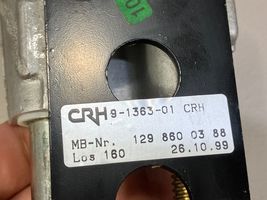 CRH 9-1363-01 CRH
MB-Nr. 129 860 03 88
Los 160 26.10.99